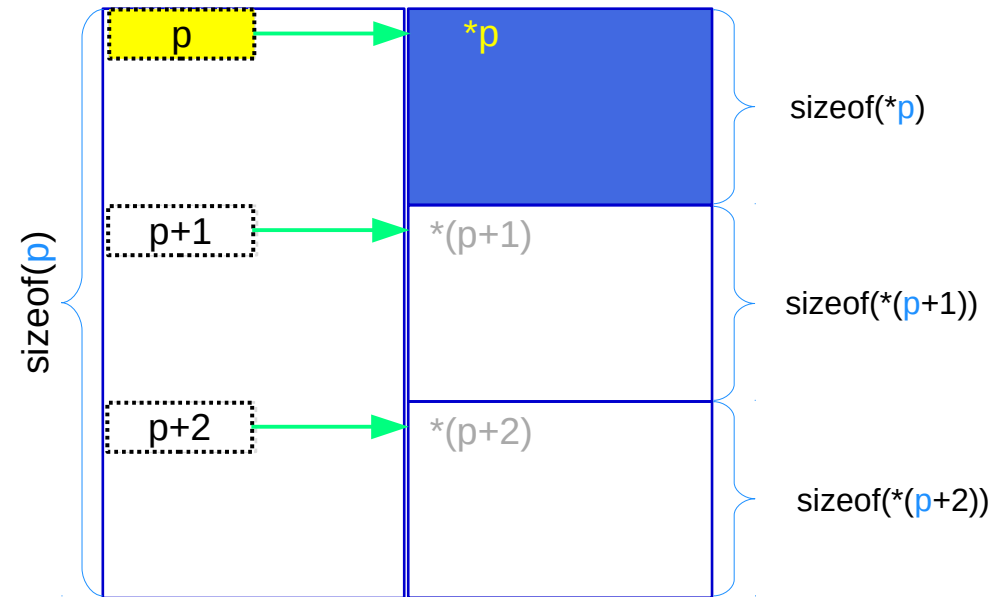 p
*p
sizeof(*p)
sizeof(p)
p+1
*(p+1)
sizeof(*(p+1))
p+2
*(p+2)
sizeof(*(p+2))